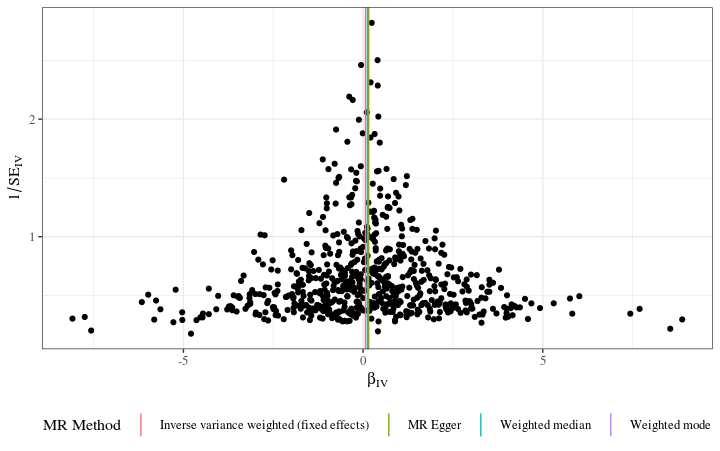 2
1
1/SE_IV
-5
0
5
β_IV
MR Method
Inverse variance weighted (fixed effects)
MR Egger
Weighted median
Weighted mode